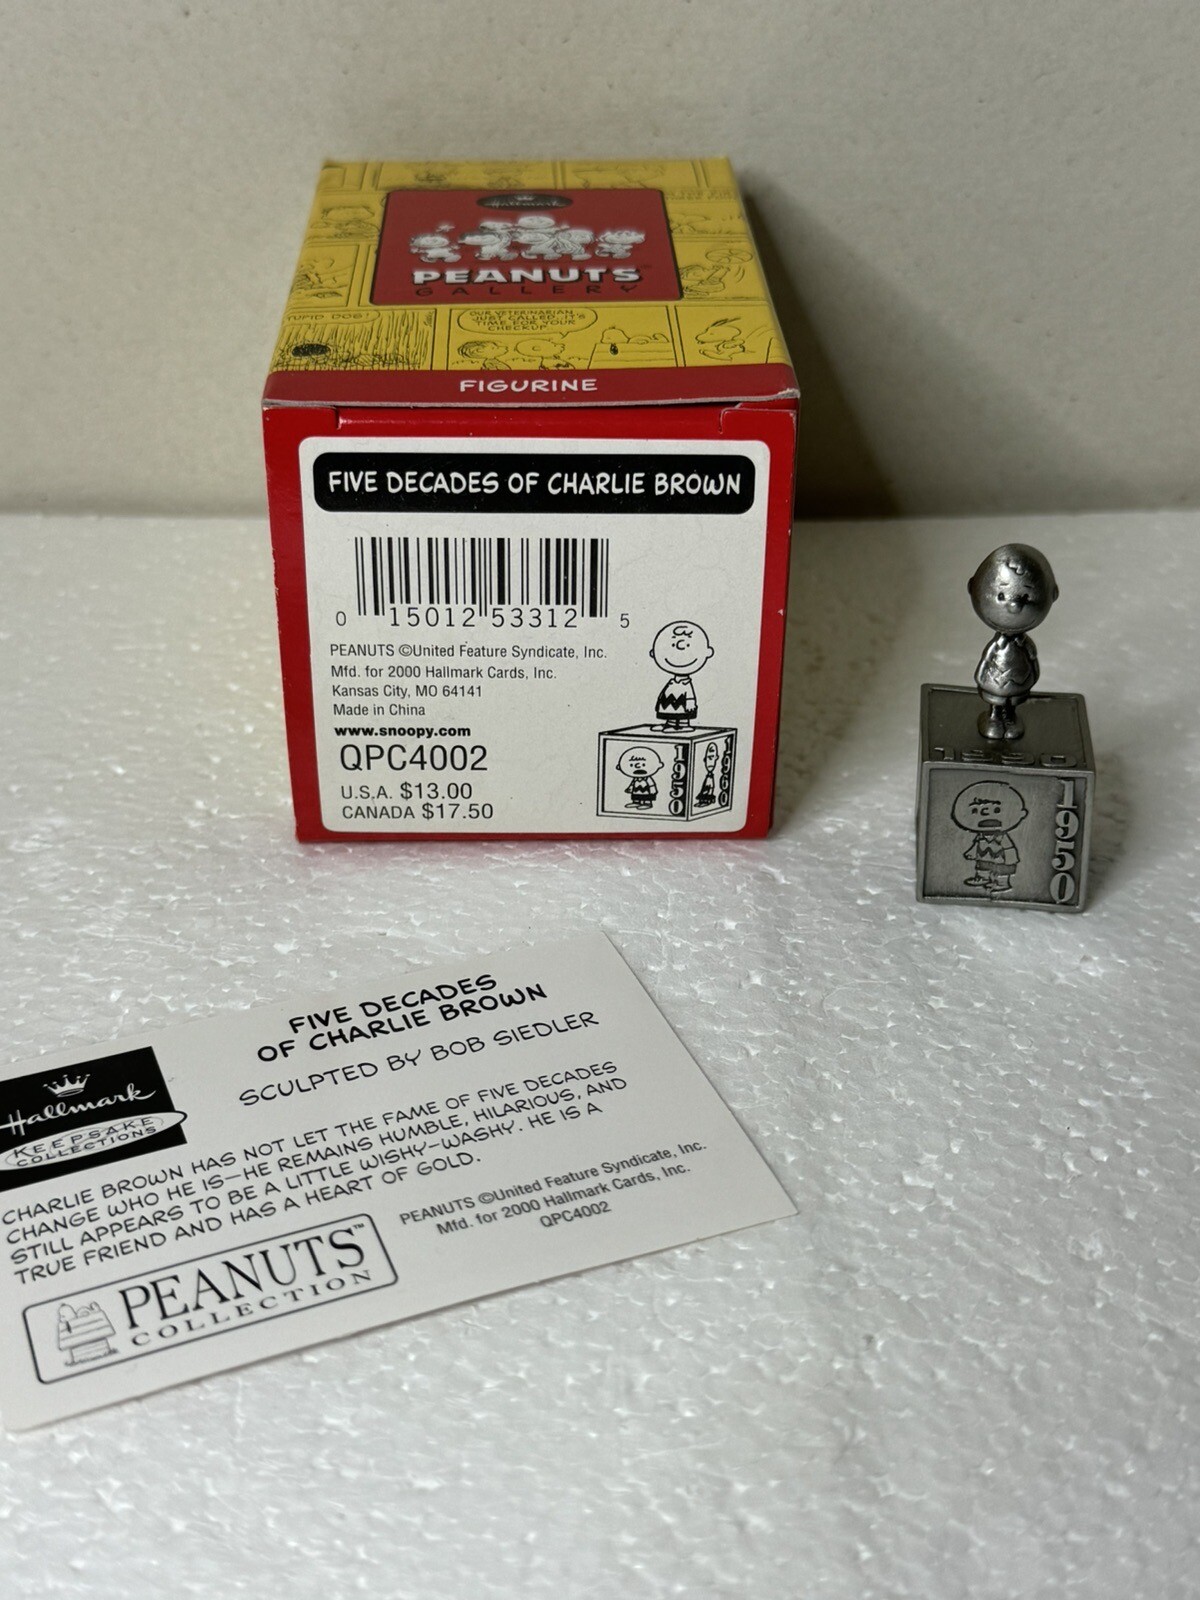 Hallmark
PEANUTS
GALLERY
STUPID DOG!
OUR VETERINARIAN
JUST CALLED.. IT'S
TIME FOR YOUR
CHECKUP..
FIGURINE
FIVE DECADES OF CHARLIE BROWN
0 15012 53312 5
PEANUTS ©United Feature Syndicate, Inc.
Mfd. for 2000 Hallmark Cards, Inc.
Kansas City, MO 64141
Made in China
www.snoopy.com
QPC4002
U.S.A. $13.00
CANADA $17.50
1950
1960
1990
1950
FIVE DECADES
OF CHARLIE BROWN
SCULPTED BY BOB SIEDLER
Hallmark
KEEPSAKE
COLLECTIONS
CHARLIE BROWN HAS NOT LET THE FAME OF FIVE DECADES
CHANGE WHO HE IS—HE REMAINS HUMBLE, HILARIOUS, AND
STILL APPEARS TO BE A LITTLE WISHY-WASHY. HE IS A
TRUE FRIEND AND HAS A HEART OF GOLD.
PEANUTS ©United Feature Syndicate, Inc.
Mfd. for 2000 Hallmark Cards, Inc.
QPC4002
PEANUTS™
COLLECTION